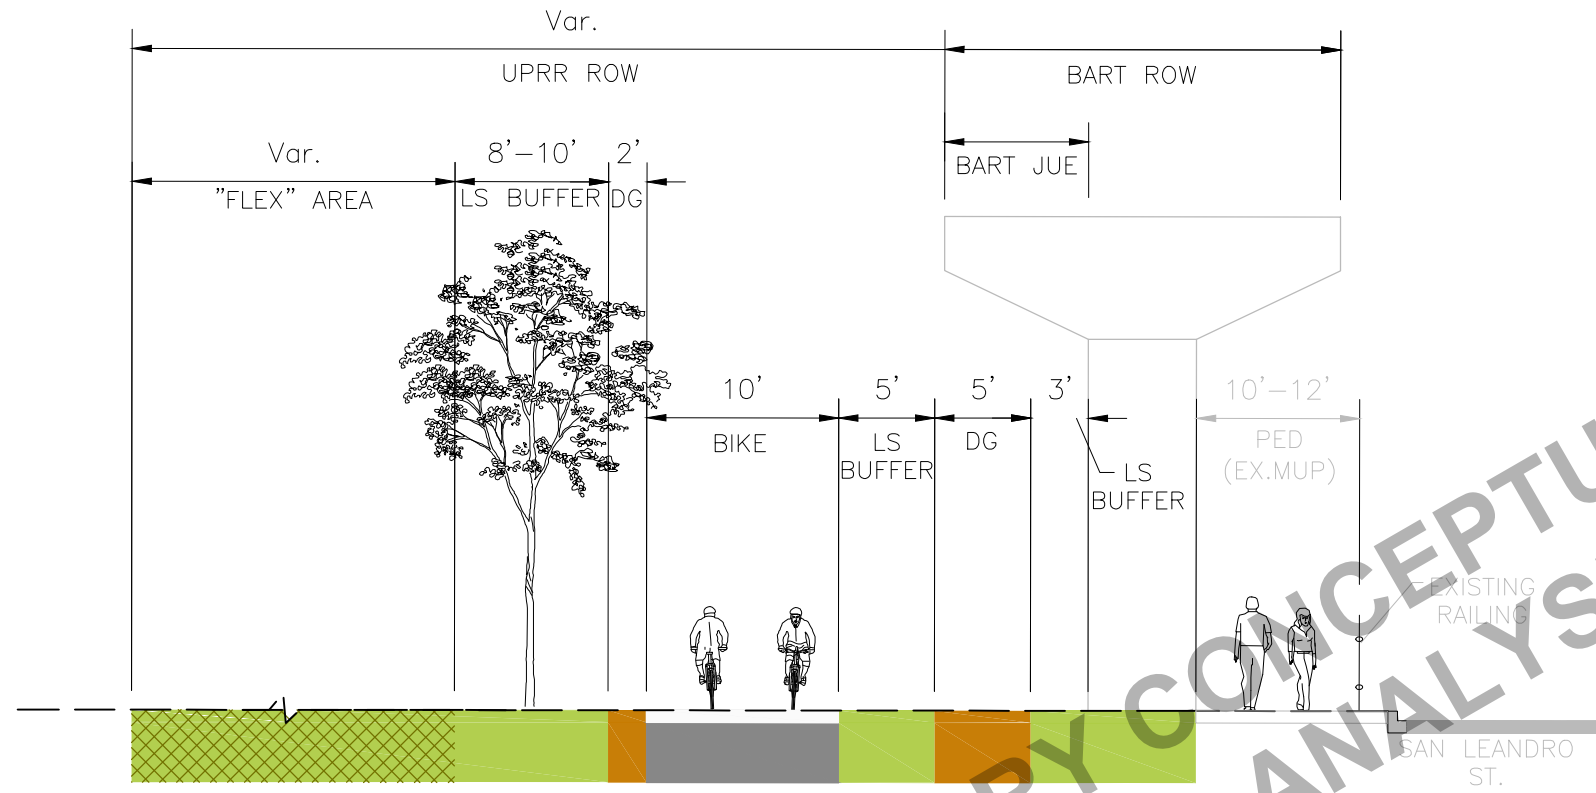 Var.
UPRR ROW
BART ROW
BART JUE
Var.
8'-10'
2'
"FLEX" AREA
LS BUFFER
DG
10'
5'
5'
3'
10'-12'
BIKE
LS
BUFFER
DG
LS
BUFFER
PED
(EX.MUP)
EXISTING
RAILING
SAN LEANDRO
ST.
RY CONCEPTU
ANALYS